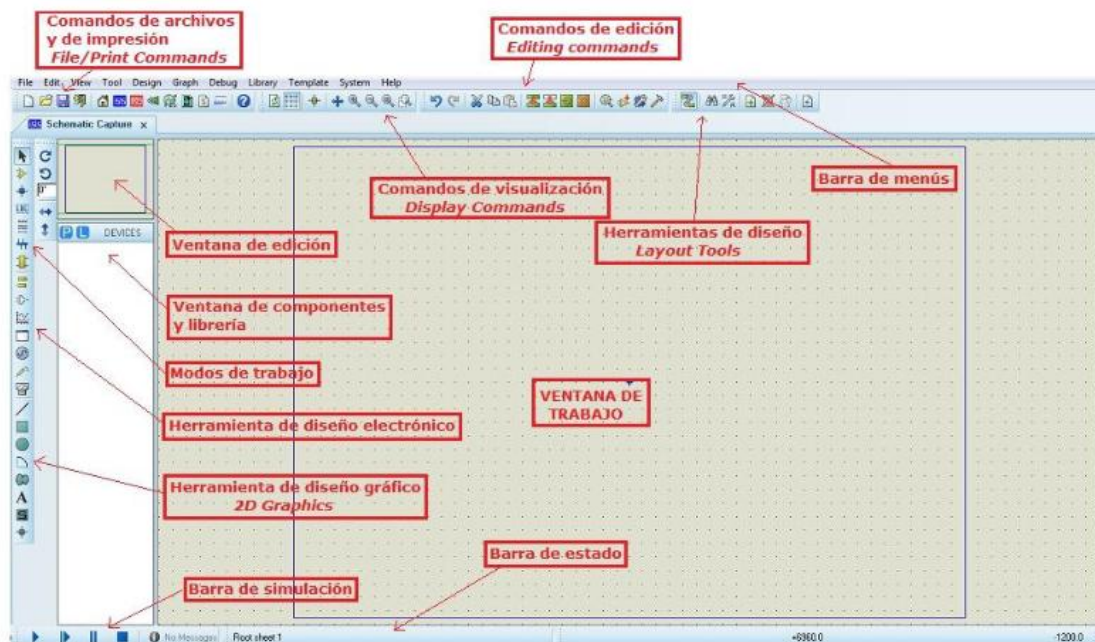 Comandos de archivos
y de impresión
File/Print Commands
Comandos de edición
Editing commands
File Edit View Tool Design Graph Debug Library Template System Help
Schematic Capture x
Barra de menús
Comandos de visualización
Display Commands
Herramientas de diseño
Layout Tools
P L DEVICES
Ventana de edición
Ventana de componentes
y librería
Modos de trabajo
VENTANA DE
TRABAJO
Herramienta de diseño electrónico
Herramienta de diseño gráfico
2D Graphics
A
Barra de estado
Barra de simulación
No Messages Root sheet 1 +6960.0 -1200.0